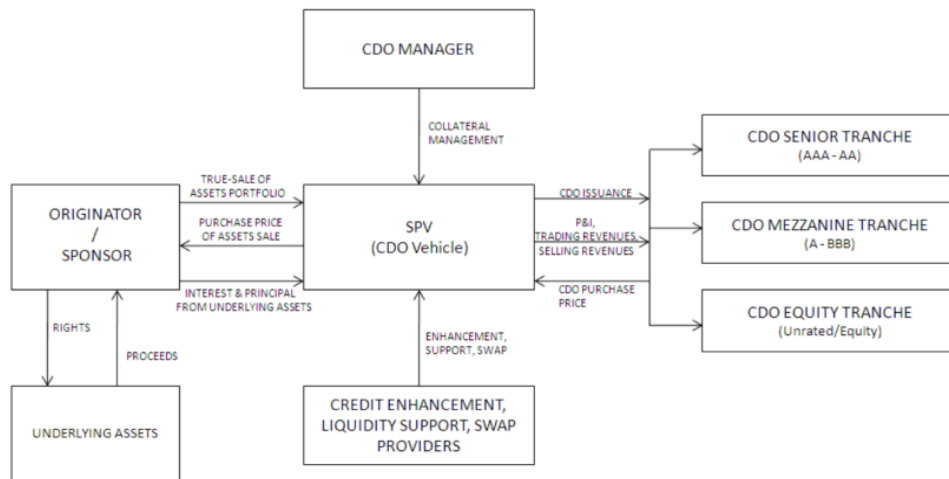 CDO MANAGER
COLLATERAL
MANAGEMENT
CDO SENIOR TRANCHE
(AAA - AA)
TRUE-SALE OF
ASSETS PORTFOLIO
CDO ISSUANCE
ORIGINATOR
/
SPONSOR
PURCHASE PRICE
OF ASSETS SALE
SPV
(CDO Vehicle)
P&I,
TRADING REVENUES,
SELLING REVENUES
CDO MEZZANINE TRANCHE
(A - BBB)
INTEREST & PRINCIPAL
FROM UNDERLYING ASSETS
CDO PURCHASE
PRICE
CDO EQUITY TRANCHE
(Unrated/Equity)
RIGHTS
PROCEEDS
ENHANCEMENT,
SUPPORT, SWAP
UNDERLYING ASSETS
CREDIT ENHANCEMENT,
LIQUIDITY SUPPORT, SWAP
PROVIDERS